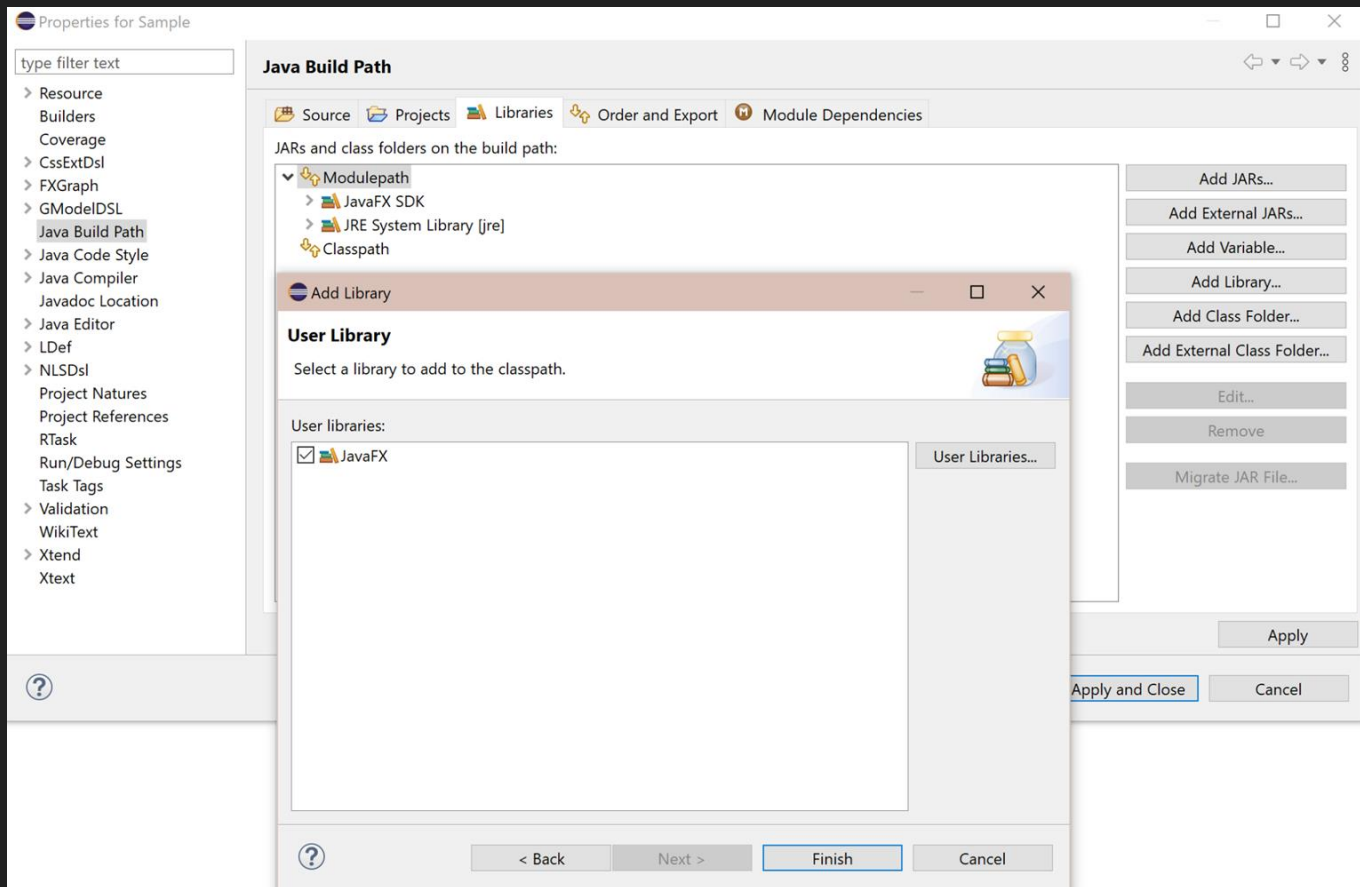 Properties for Sample
type filter text
Resource
Builders
Coverage
CssExtDsl
FXGraph
GModelDSL
Java Build Path
Java Code Style
Java Compiler
Javadoc Location
Java Editor
LDef
NLSDsl
Project Natures
Project References
RTask
Run/Debug Settings
Task Tags
Validation
WikiText
Xtend
Xtext
Java Build Path
Source Projects Libraries Order and Export Module Dependencies
JARs and class folders on the build path:
Modulepath
JavaFX SDK
JRE System Library [jre]
Classpath
Add JARs...
Add External JARs...
Add Variable...
Add Library...
Add Class Folder...
Add External Class Folder...
Edit...
Remove
Migrate JAR File...
Apply
Apply and Close Cancel
Add Library
User Library
Select a library to add to the classpath.
User libraries:
JavaFX
User Libraries...
< Back Next > Finish Cancel